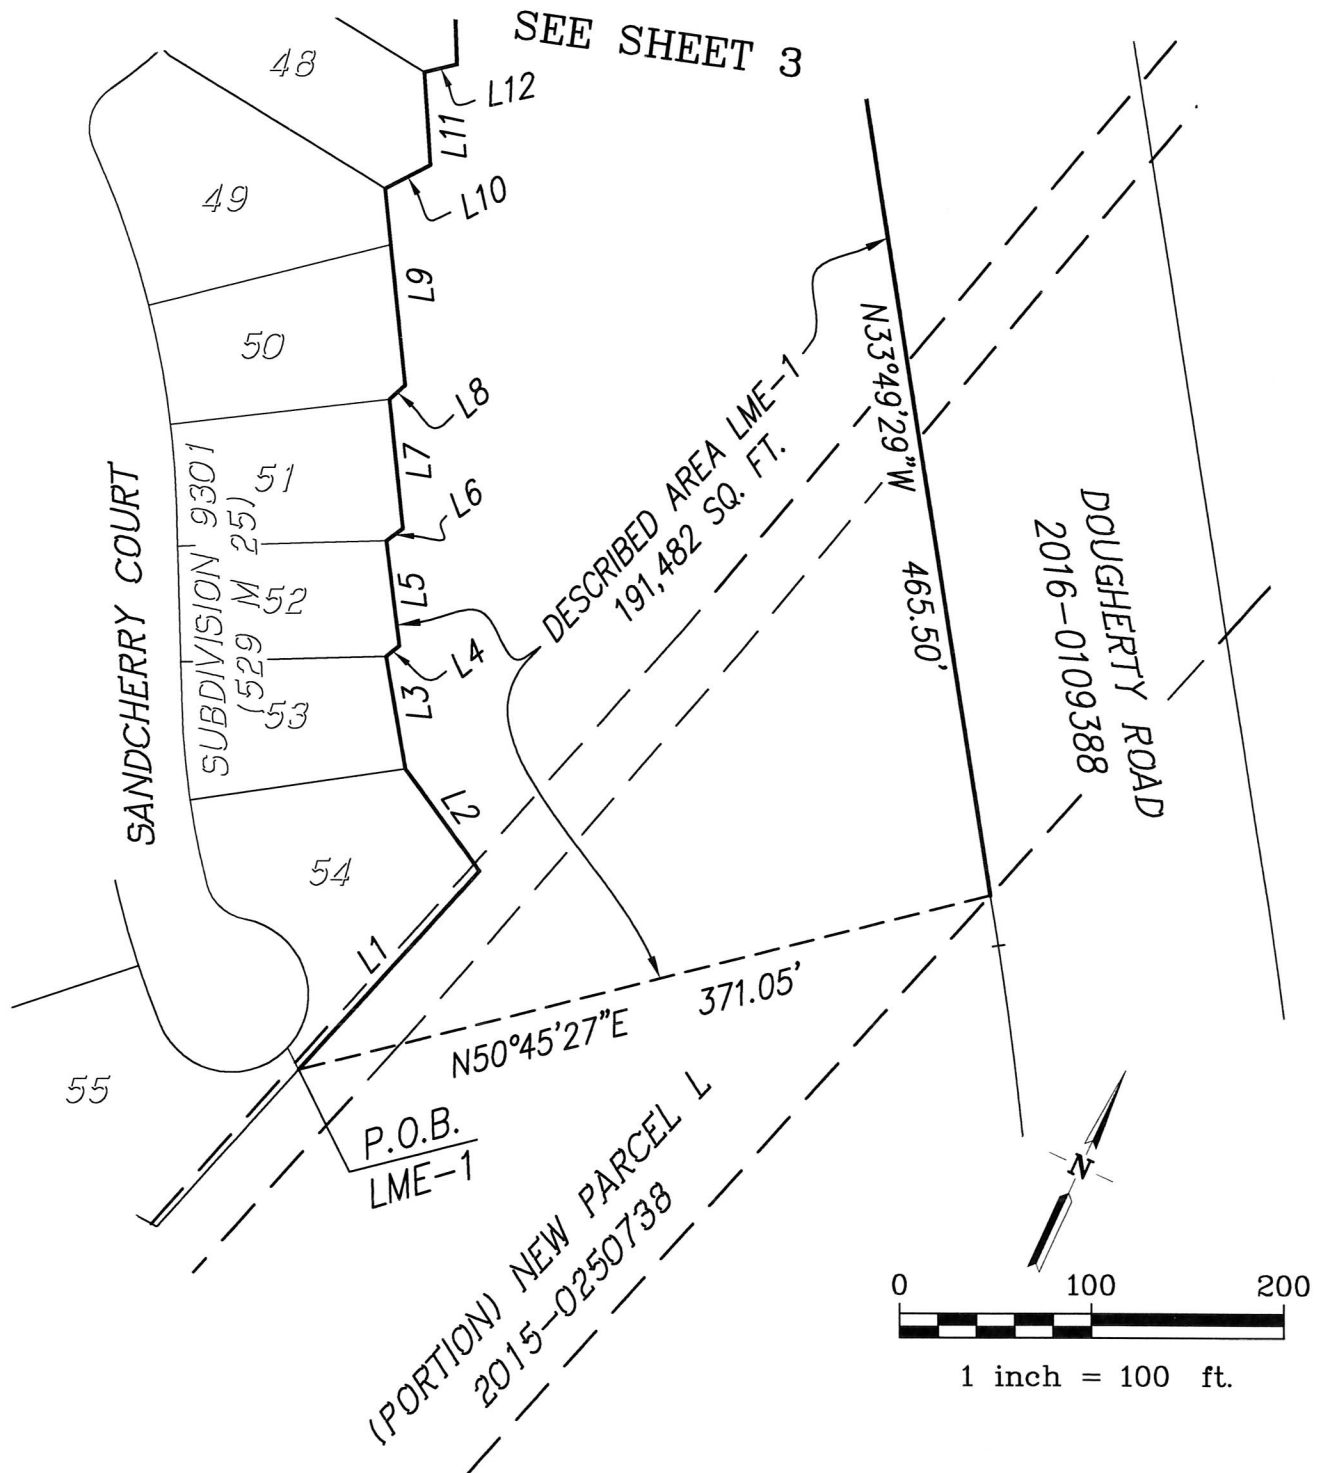 SEE SHEET 3
48
L12
L11
49
L10
L9
50
L8
N33°49'29"W
465.50'
DESCRIBED AREA LME-1
191,482 SQ. FT.
L7
51
L6
SANDCHERRY COURT
SUBDIVISION 9301
(529 M 25)
52
L5
L4
53
L3
DOUGHERTY ROAD
2016-0109388
L2
54
L1
371.05'
N50°45'27"E
55
P.O.B.
LME-1
(PORTION) NEW PARCEL L
2015-0250738
N
0 100 200
1 inch = 100 ft.